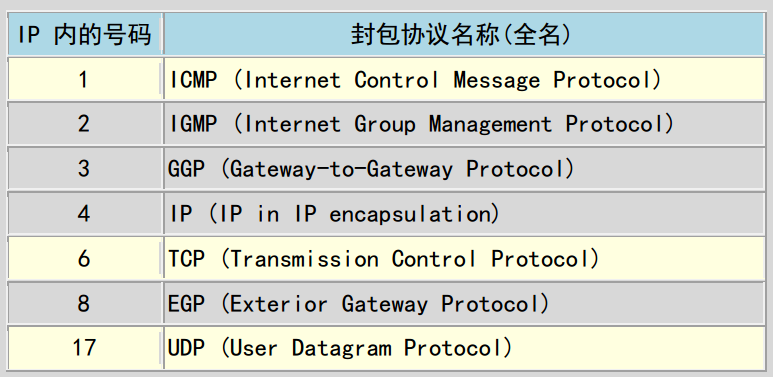 IP 内的号码 封包协议名称(全名)
1 ICMP (Internet Control Message Protocol)
2 IGMP (Internet Group Management Protocol)
3 GGP (Gateway-to-Gateway Protocol)
4 IP (IP in IP encapsulation)
6 TCP (Transmission Control Protocol)
8 EGP (Exterior Gateway Protocol)
17 UDP (User Datagram Protocol)